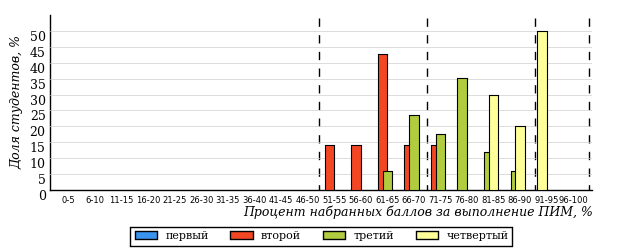 Доля студентов, %
50
45
40
35
30
25
20
15
10
5
0
0-5 6-10 11-15 16-20 21-25 26-30 31-35 36-40 41-45 46-50 51-55 56-60 61-65 66-70 71-75 76-80 81-85 86-90 91-95 96-100
Процент набранных баллов за выполнение ПИМ, %
первый второй третий четвертый